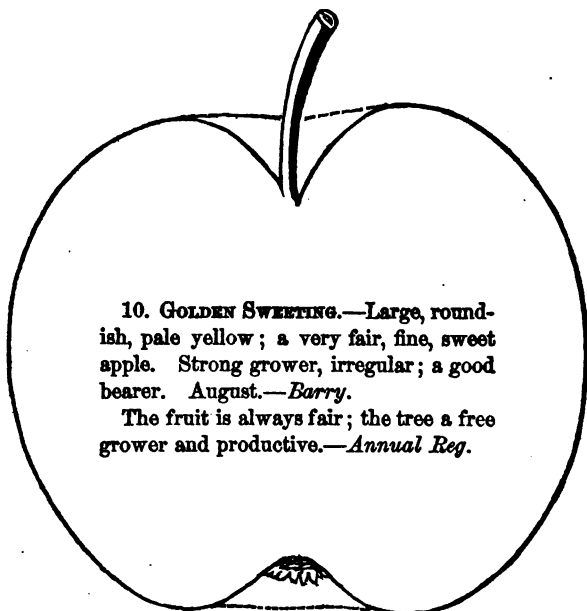 10. GOLDEN SWEETING.—Large, round-
ish, pale yellow; a very fair, fine, sweet
apple. Strong grower, irregular; a good
bearer. August.—Barry.
The fruit is always fair; the tree a free
grower and productive.—Annual Reg.